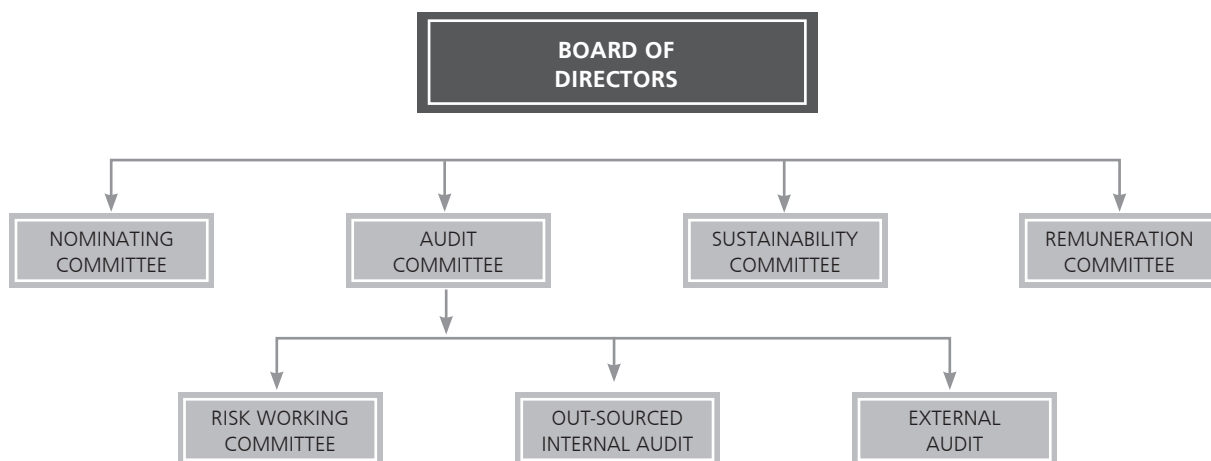 BOARD OF
DIRECTORS
NOMINATING
COMMITTEE
AUDIT
COMMITTEE
SUSTAINABILITY
COMMITTEE
REMUNERATION
COMMITTEE
RISK WORKING
COMMITTEE
OUT-SOURCED
INTERNAL AUDIT
EXTERNAL
AUDIT